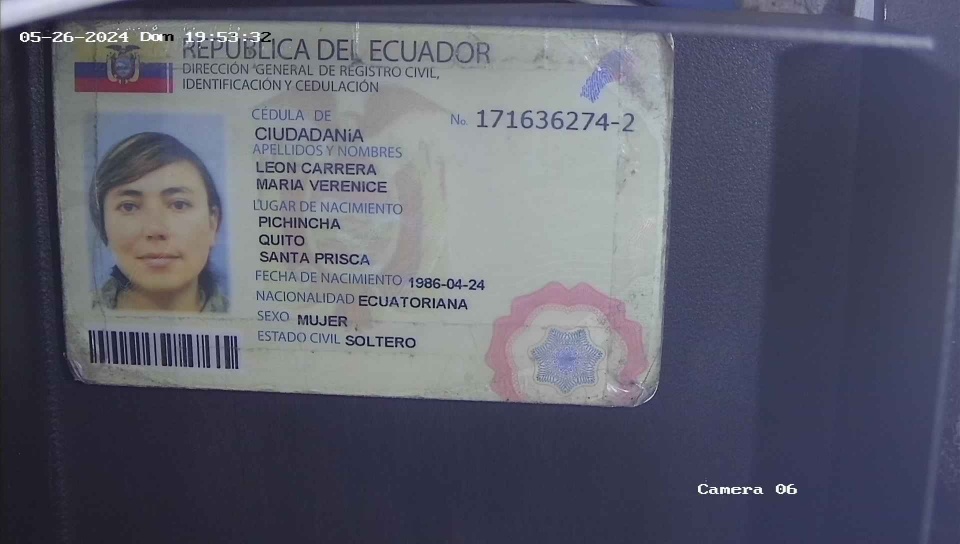 05-26-2024 Dom 19:53:32
REPÚBLICA DEL ECUADOR
DIRECCIÓN GENERAL DE REGISTRO CIVIL,
IDENTIFICACIÓN Y CEDULACIÓN
CÉDULA DE
No. 171636274-2
CIUDADANÍA
APELLIDOS Y NOMBRES
LEON CARRERA
MARIA VERENICE
LUGAR DE NACIMIENTO
PICHINCHA
QUITO
SANTA PRISCA
FECHA DE NACIMIENTO 1986-04-24
NACIONALIDAD ECUATORIANA
SEXO MUJER
ESTADO CIVIL SOLTERO
Camera 06